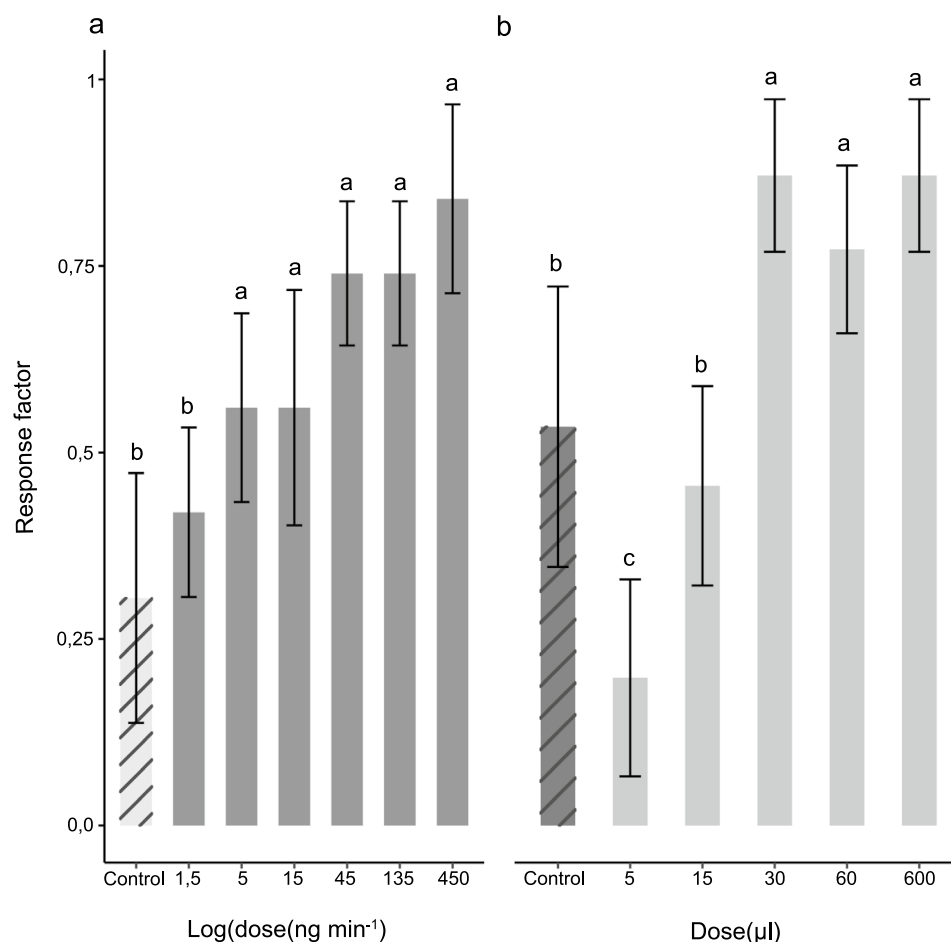 a
b
1
0,75
0,5
0,25
0,0
Response factor
b
b
a
a
a
a
a
b
c
b
a
a
a
Control 1,5 5 15 45 135 450
Control 5 15 30 60 600
Log(dose(ng min⁻¹)
Dose(µl)